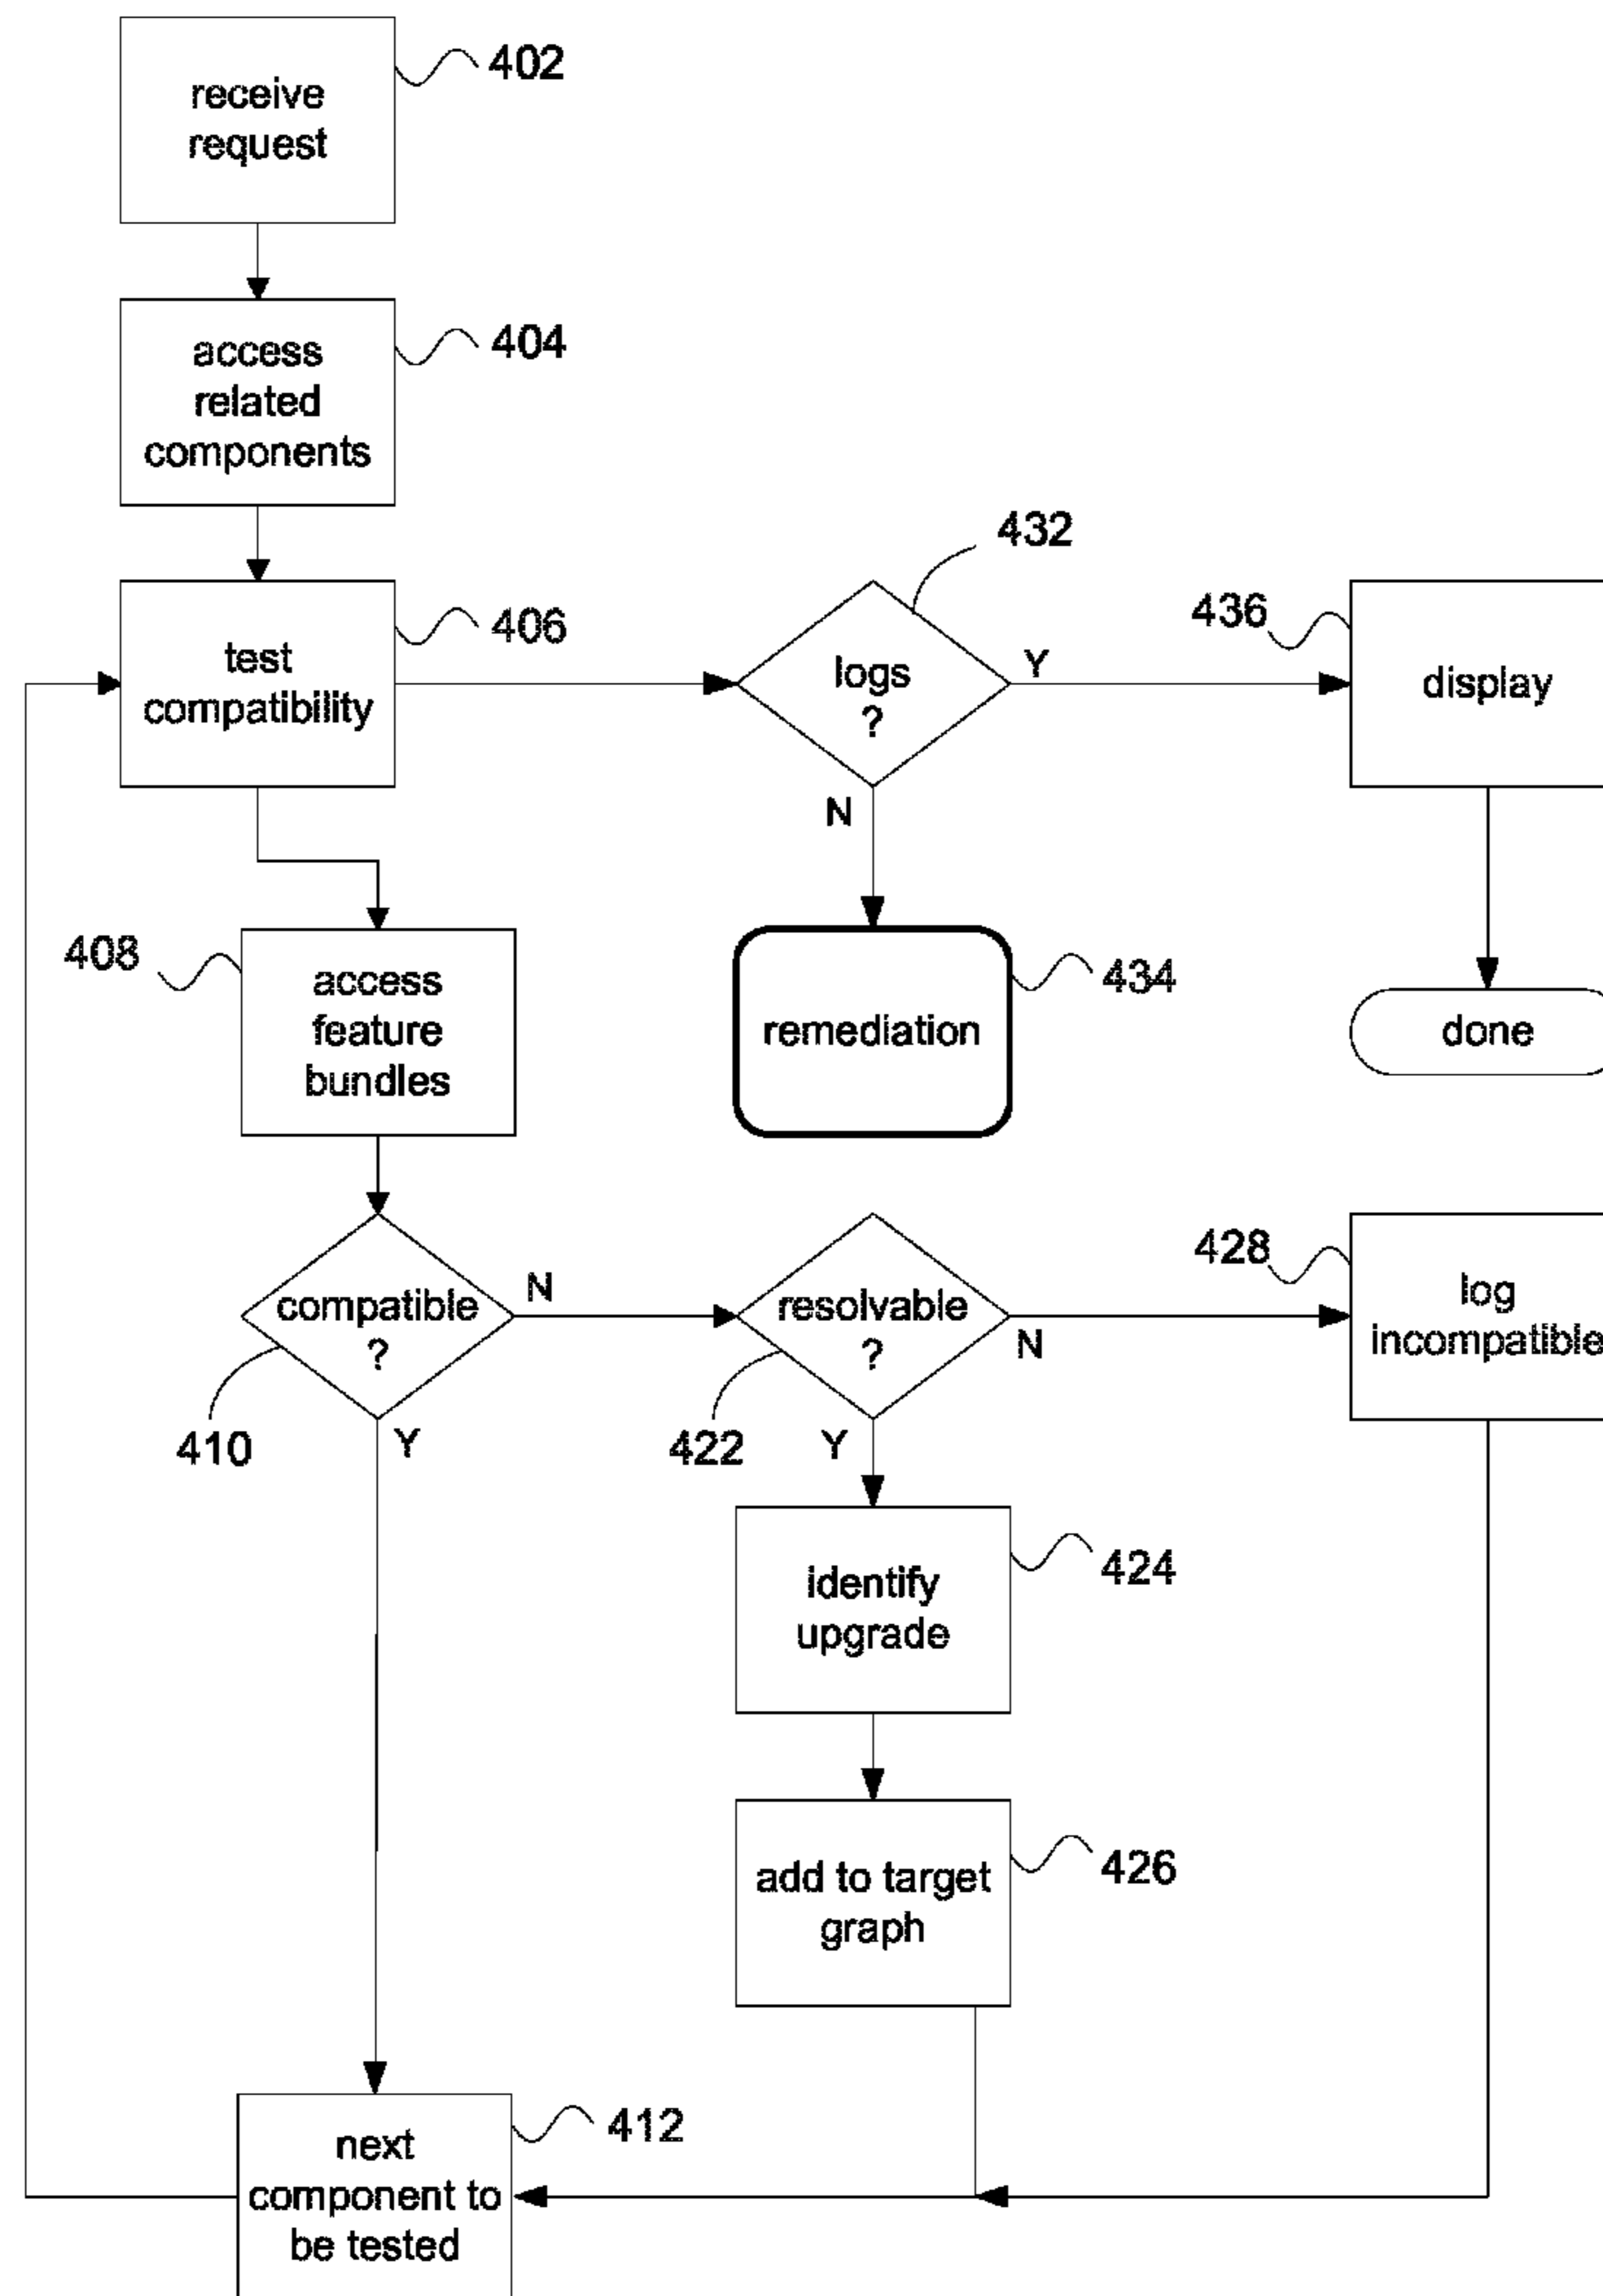 receive
request
402
access
related
components
404
test
compatibility
406
logs
?
432
Y
N
436
display
408
access
feature
bundles
remediation
434
done
compatible
?
410
N
Y
resolvable
?
422
N
Y
428
log
incompatible
identify
upgrade
424
add to target
graph
426
next
component to
be tested
412